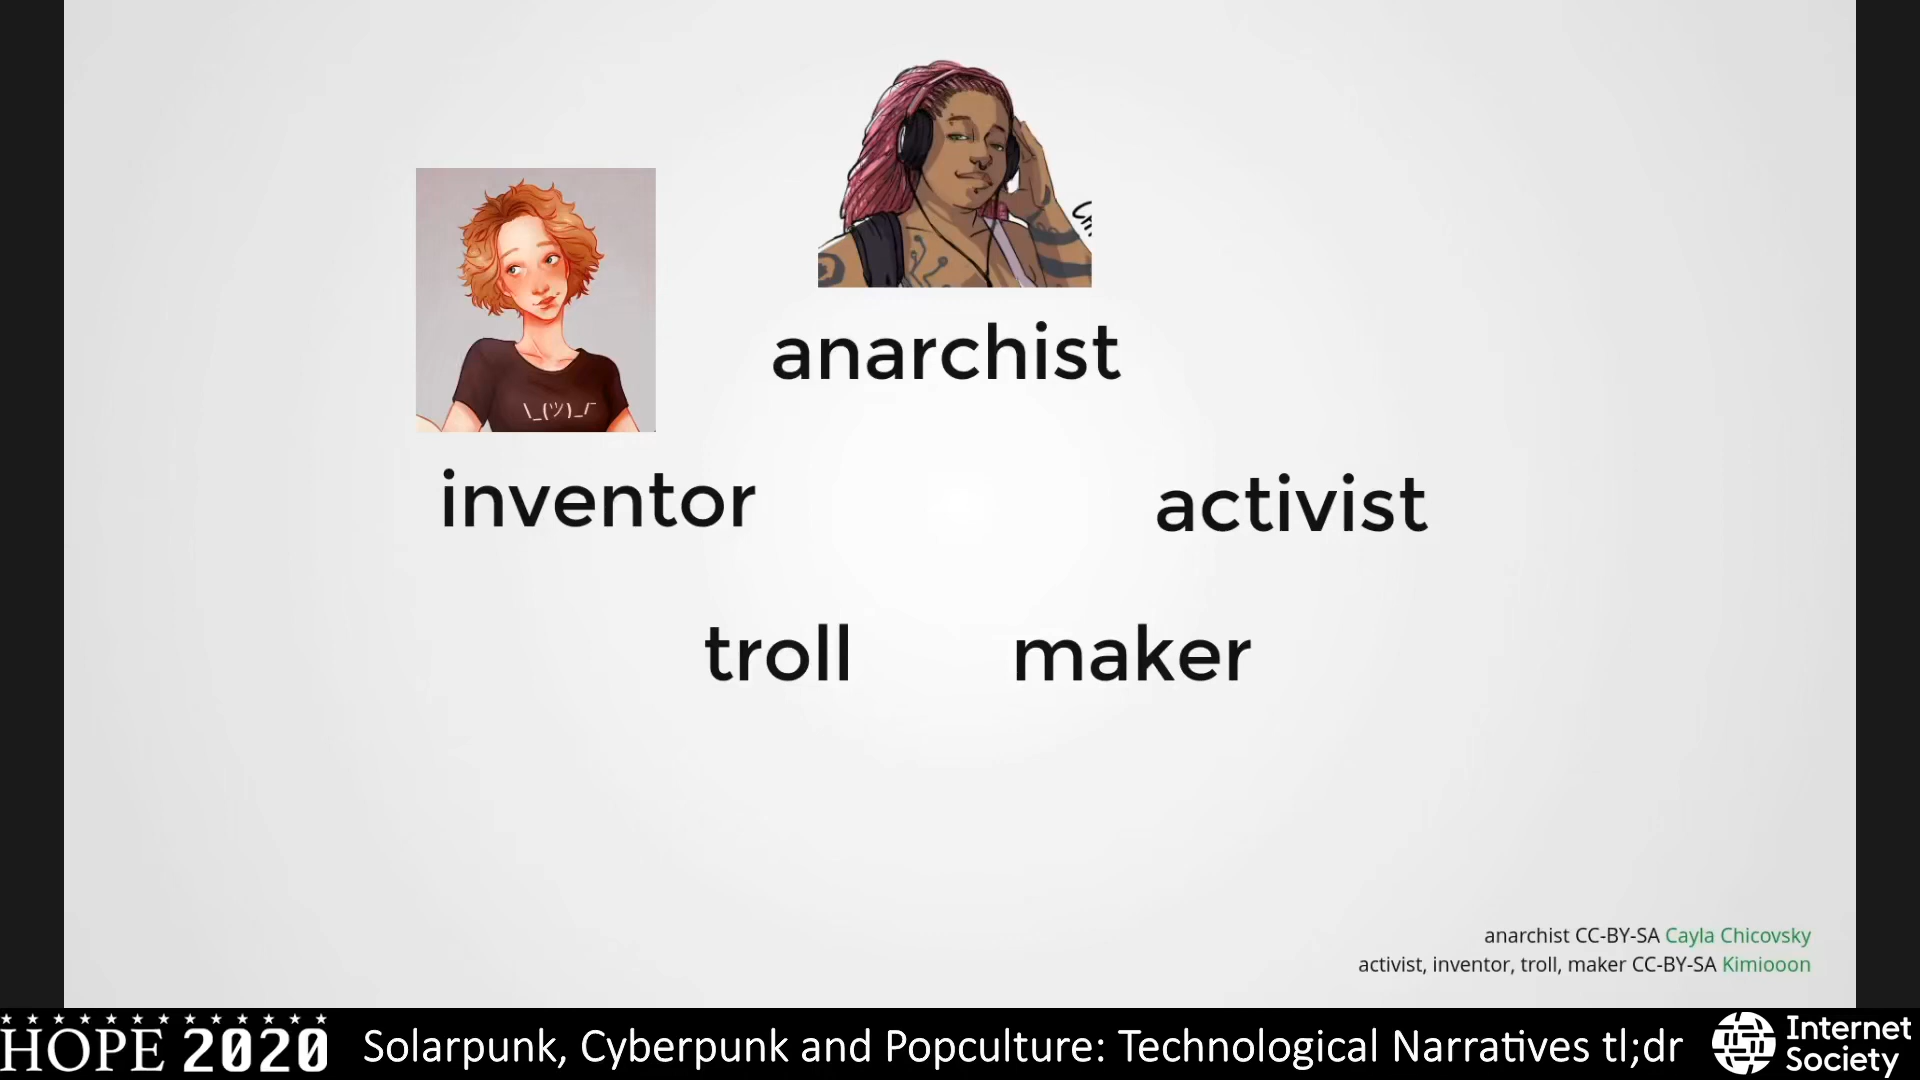 anarchist
\_(ツ)_/¯
inventor
activist
troll
maker
anarchist CC-BY-SA Cayla Chicovsky
activist, inventor, troll, maker CC-BY-SA Kimiooon
HOPE 2020
Solarpunk, Cyberpunk and Popculture: Technological Narratives tl;dr
Internet
Society